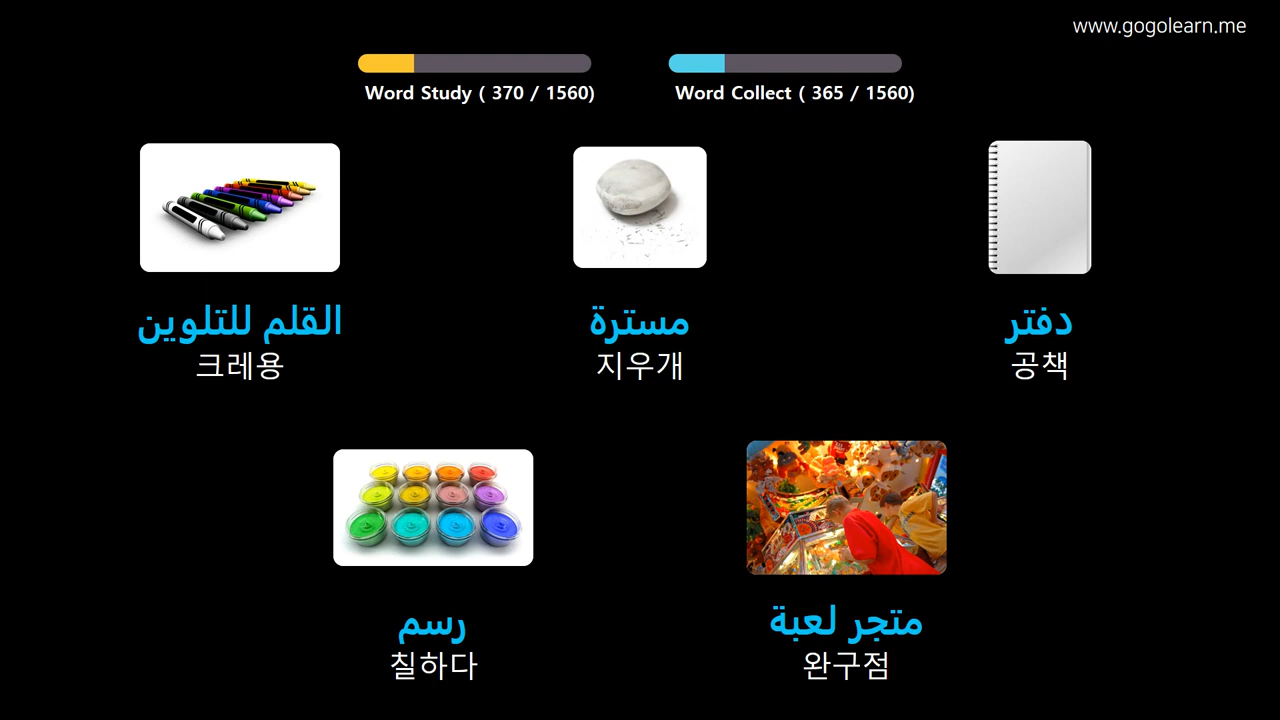 www.gogolearn.me
Word Study ( 370 / 1560)
Word Collect ( 365 / 1560)
القلم للتلوين
크레용
مسترة
지우개
دفتر
공책
رسم
칠하다
متجر لعبة
완구점